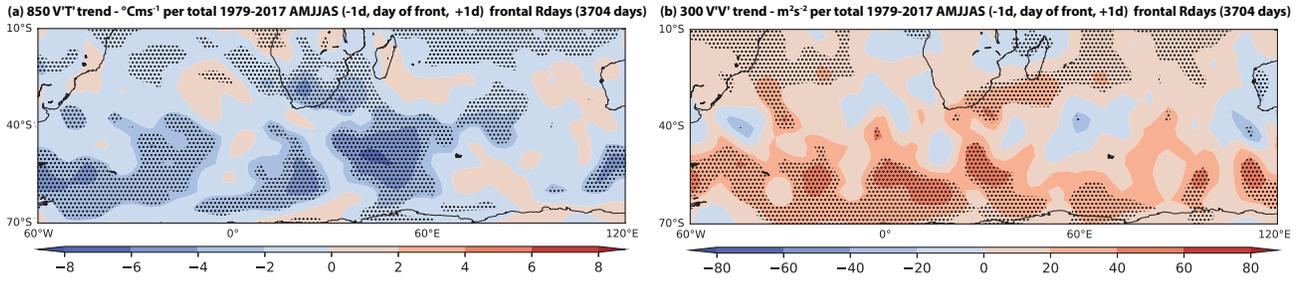 (a) 850 V'T' trend - °Cms⁻¹ per total 1979-2017 AMJJAS (-1d, day of front, +1d) frontal Rdays (3704 days)
10°S
40°S
70°S
60°W 0° 60°E 120°E
−8 −6 −4 −2 0 2 4 6 8
(b) 300 V'V' trend - m²s⁻² per total 1979-2017 AMJJAS (-1d, day of front, +1d) frontal Rdays (3704 days)
10°S
40°S
70°S
60°W 0° 60°E 120°E
−80 −60 −40 −20 0 20 40 60 80